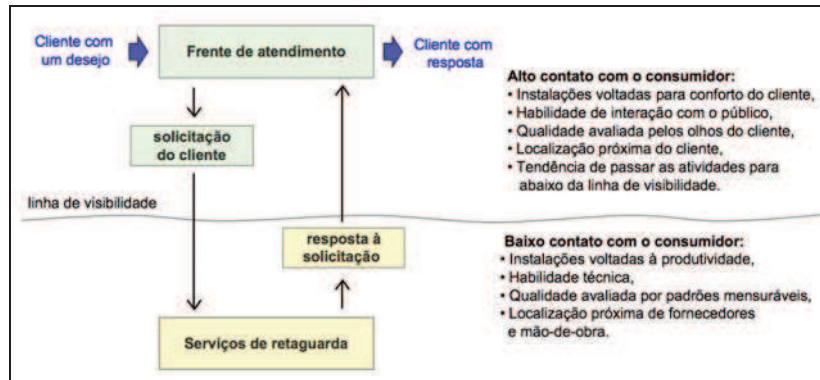 Cliente com
um desejo
Frente de atendimento
Cliente com
resposta
solicitação
do cliente
Alto contato com o consumidor:
• Instalações voltadas para conforto do cliente,
• Habilidade de interação com o público,
• Qualidade avaliada pelos olhos do cliente,
• Localização próxima do cliente,
• Tendência de passar as atividades para
abaixo da linha de visibilidade.
linha de visibilidade
resposta à
solicitação
Serviços de retaguarda
Baixo contato com o consumidor:
• Instalações voltadas à produtividade,
• Habilidade técnica,
• Qualidade avaliada por padrões mensuráveis,
• Localização próxima de fornecedores
e mão-de-obra.